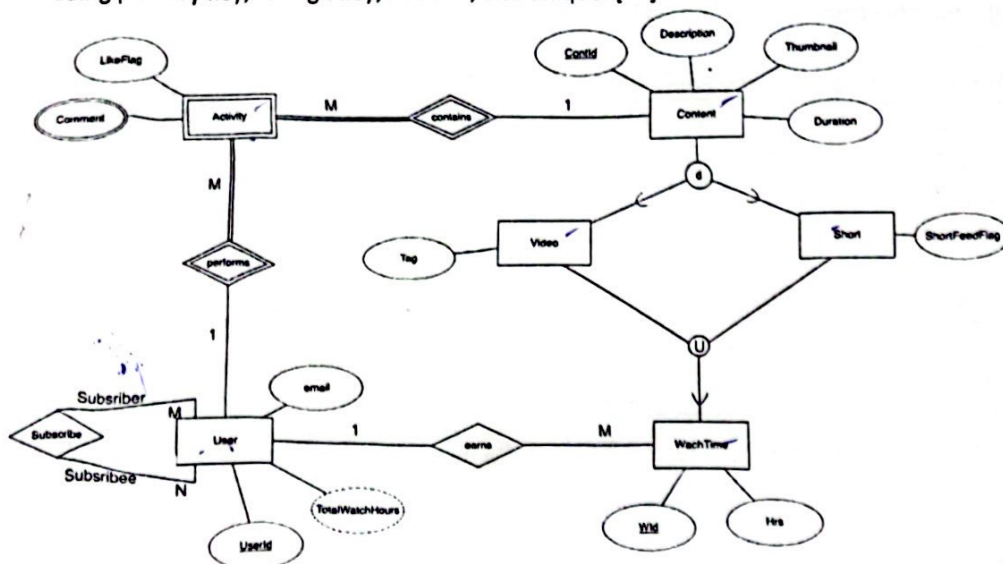 LikeFlag
Comment
Activity
M
contains
1
ContId
Description
Thumbnail
Content
Duration
d
M
performs
1
Tag
Video
Short
ShortFeedFlag
U
Subsriber
M
Subscribe
Subsribee
N
User
email
TotalWatchHours
UserId
1
earns
M
WachTime
WId
Hrs